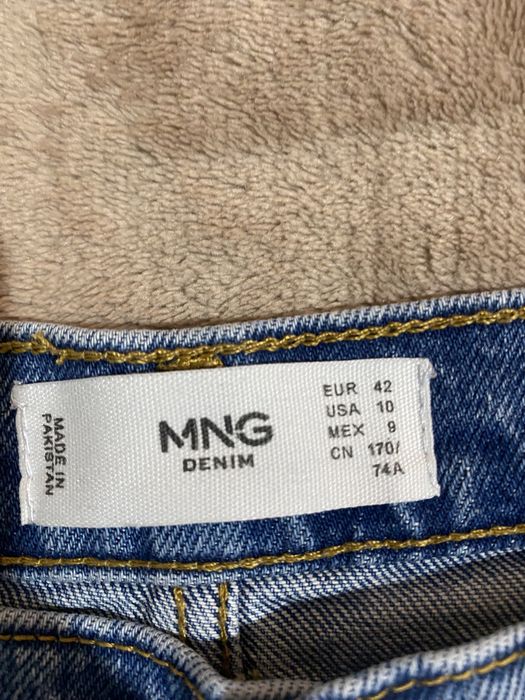 MADE IN
PAKISTAN
MNG
DENIM
EUR 42
USA 10
MEX 9
CN 170/
74A